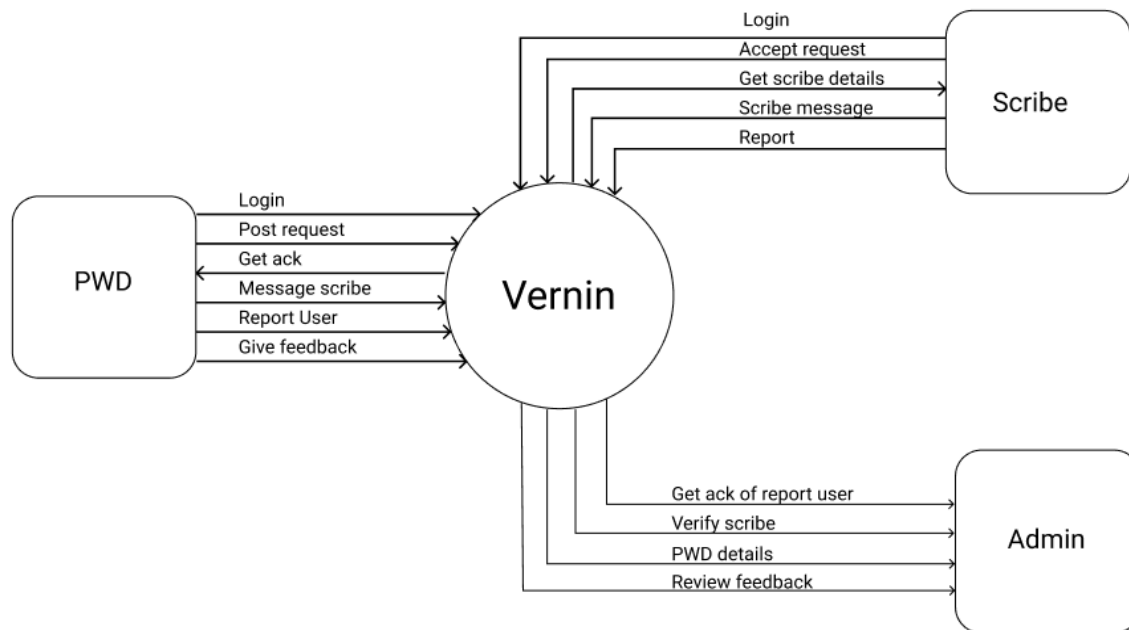 Login
Accept request
Get scribe details
Scribe message
Report
Scribe
Login
Post request
Get ack
Message scribe
Report User
Give feedback
PWD
Vernin
Get ack of report user
Verify scribe
PWD details
Review feedback
Admin